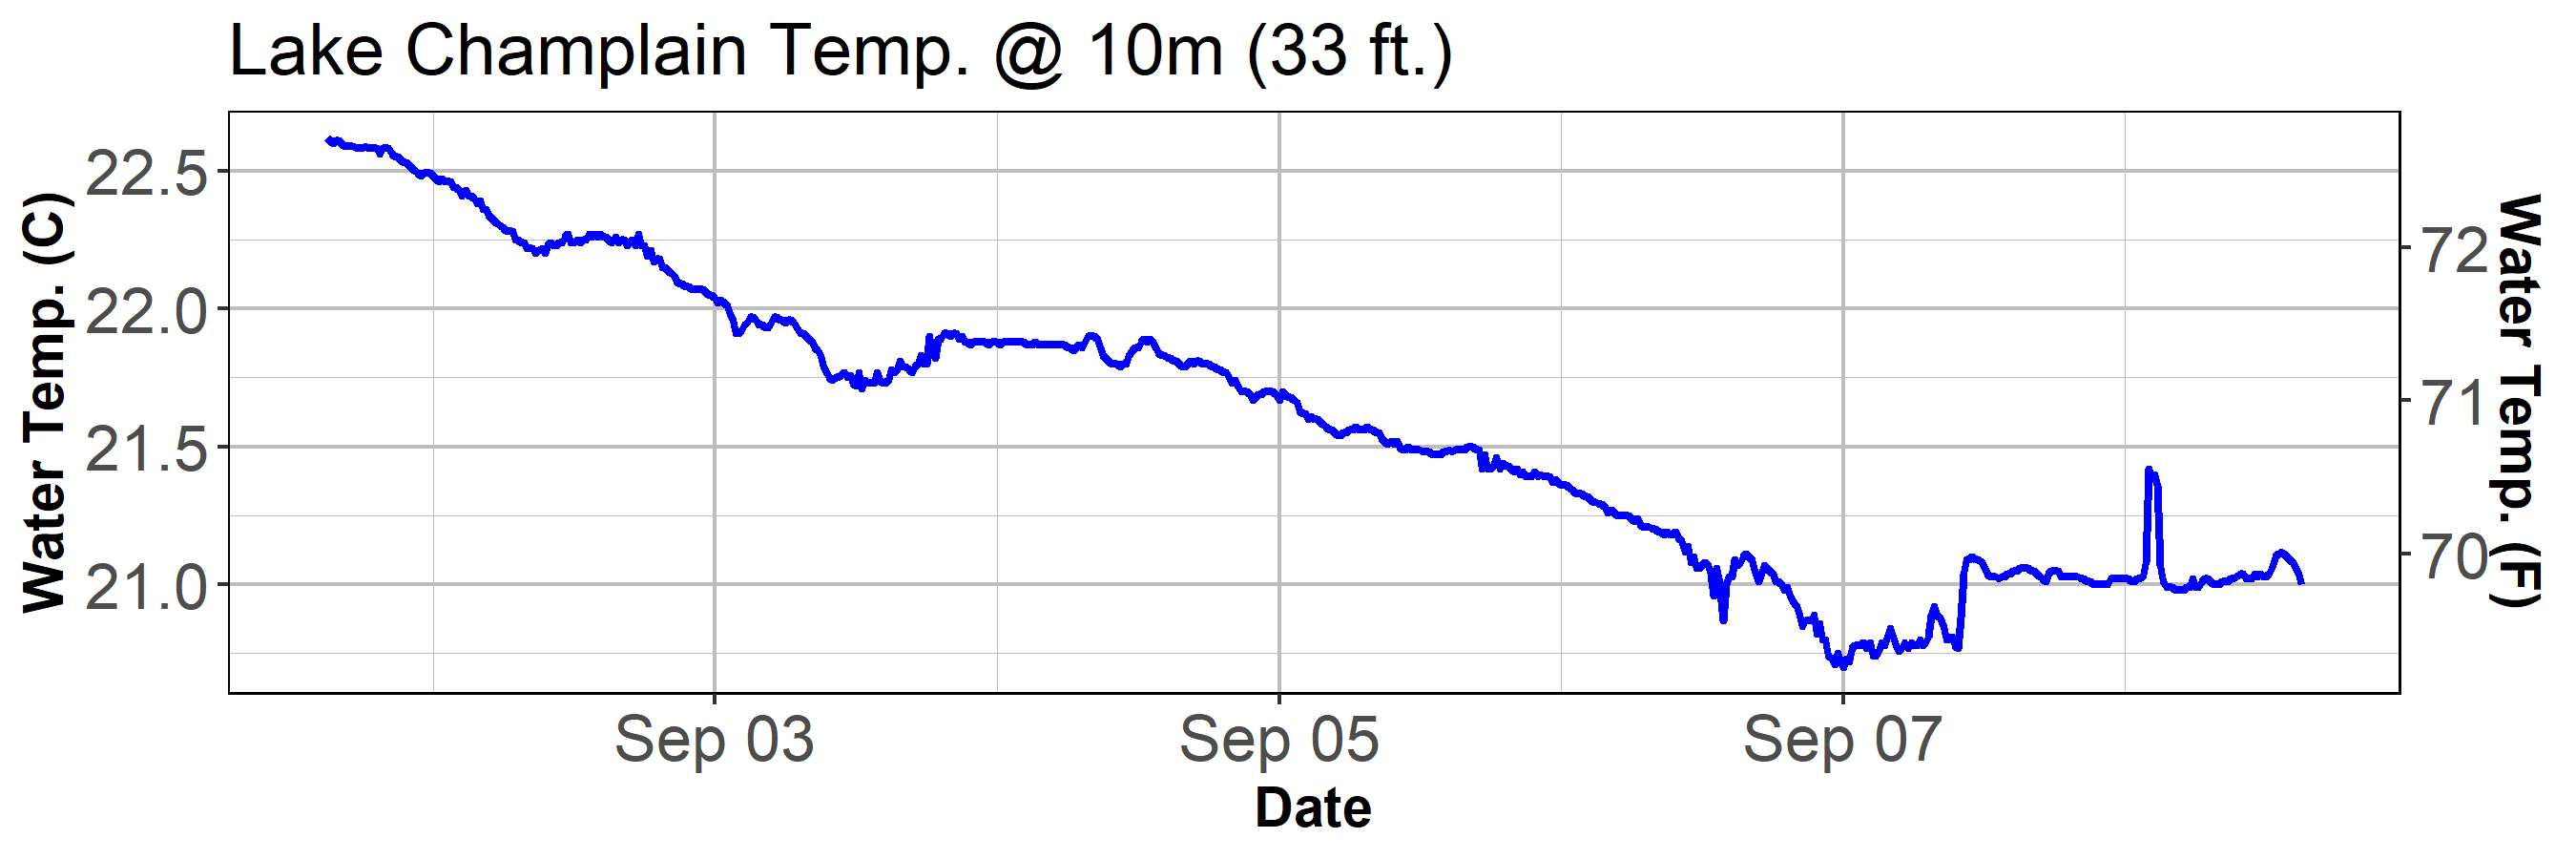 Lake Champlain Temp. @ 10m (33 ft.)
Water Temp. (C)
22.5
22.0
21.5
21.0
72
71
70
Water Temp. (F)
Sep 03
Sep 05
Sep 07
Date